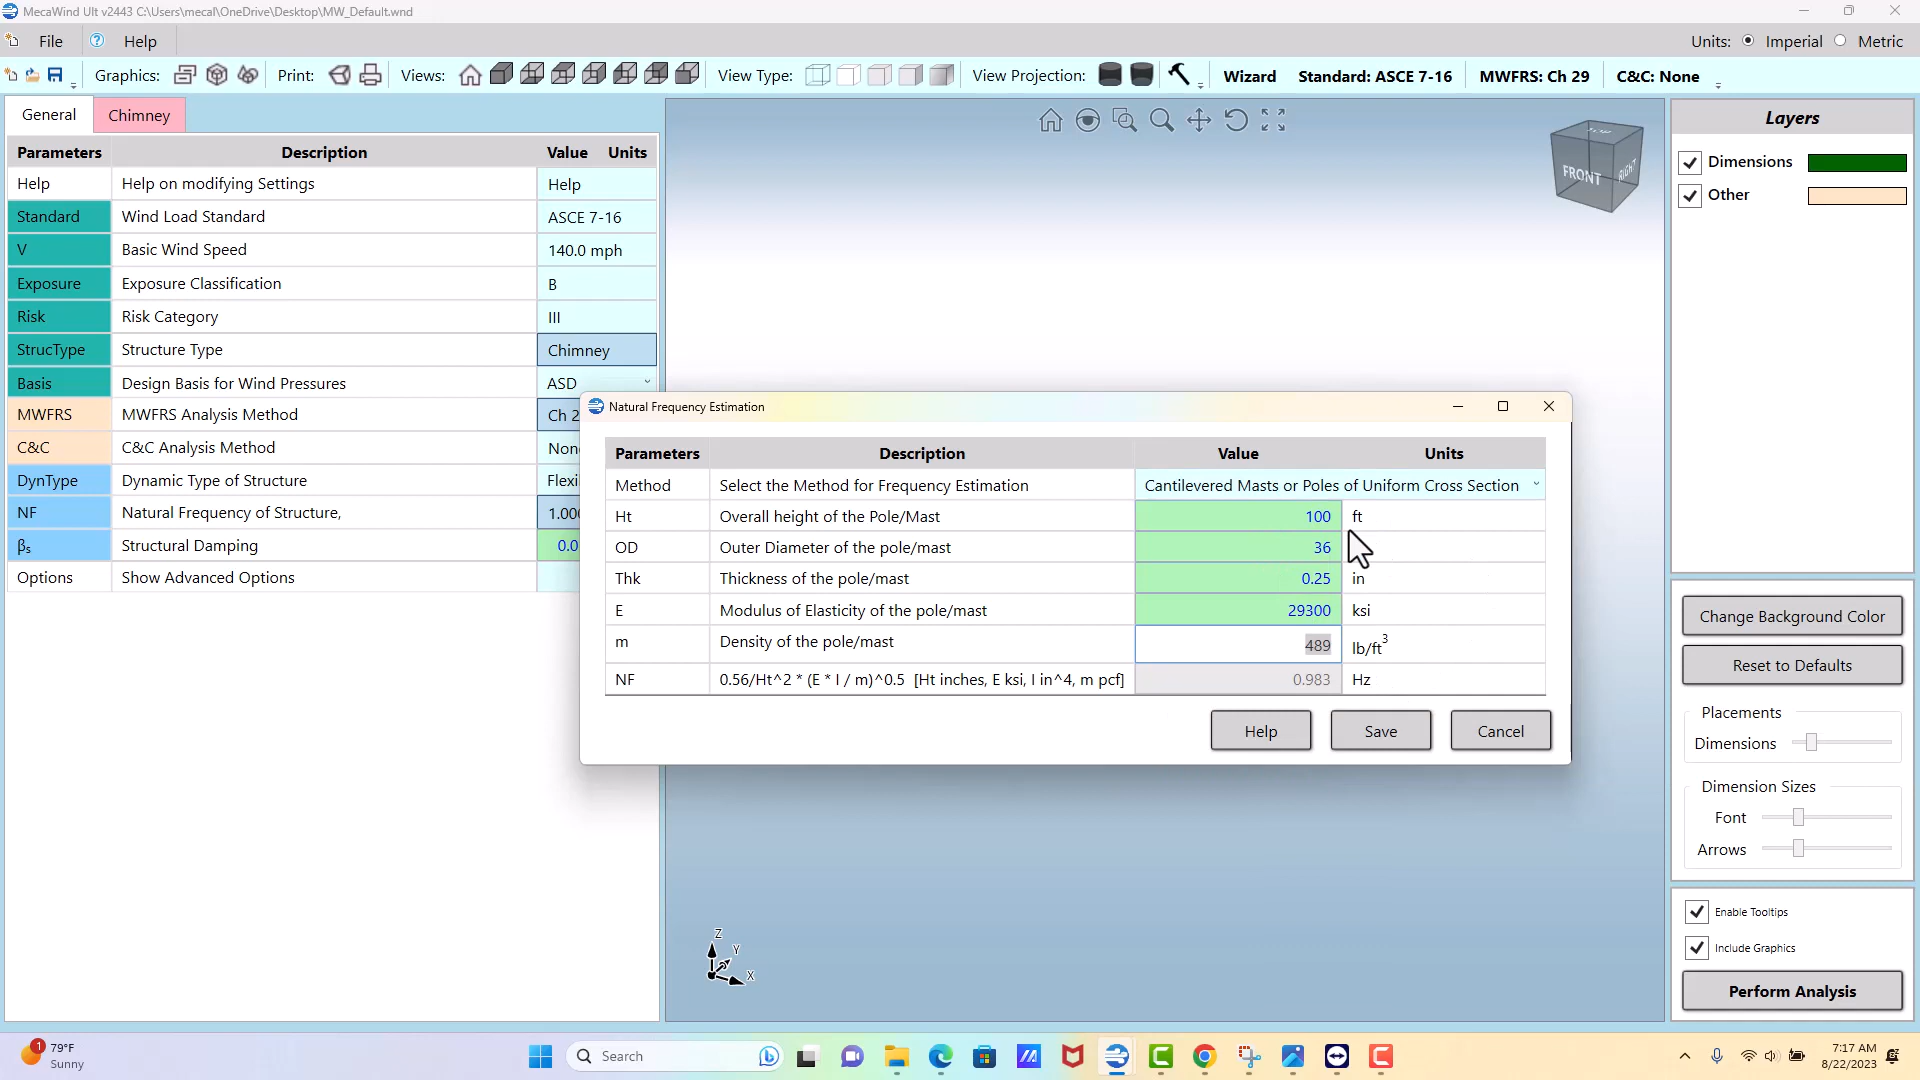 MecaWind Ult v2443 C:\Users\mecal\OneDrive\Desktop\MW_Default.wnd
File Help Units: Imperial Metric
Graphics: Print: Views: View Type: View Projection: Wizard Standard: ASCE 7-16 MWFRS: Ch 29 C&C: None
General Chimney
Parameters Description Value Units
Help Help on modifying Settings Help
Standard Wind Load Standard ASCE 7-16
V Basic Wind Speed 140.0 mph
Exposure Exposure Classification B
Risk Risk Category III
StrucType Structure Type Chimney
Basis Design Basis for Wind Pressures ASD
MWFRS MWFRS Analysis Method Ch 2
C&C C&C Analysis Method Non
DynType Dynamic Type of Structure Flexi
NF Natural Frequency of Structure, 1.00
βs Structural Damping 0.0
Options Show Advanced Options
TOP
FRONT RIGHT
Natural Frequency Estimation
Parameters Description Value Units
Method Select the Method for Frequency Estimation Cantilevered Masts or Poles of Uniform Cross Section
Ht Overall height of the Pole/Mast 100 ft
OD Outer Diameter of the pole/mast 36
Thk Thickness of the pole/mast 0.25 in
E Modulus of Elasticity of the pole/mast 29300 ksi
m Density of the pole/mast 489 lb/ft³
NF 0.56/Ht^2 * (E * I / m)^0.5 [Ht inches, E ksi, I in^4, m pcf] 0.983 Hz
Help Save Cancel
Z
Y
X
Layers
Dimensions
Other
Change Background Color
Reset to Defaults
Placements
Dimensions
Dimension Sizes
Font
Arrows
Enable Tooltips
Include Graphics
Perform Analysis
1 79°F
Sunny
Search
7:17 AM
8/22/2023